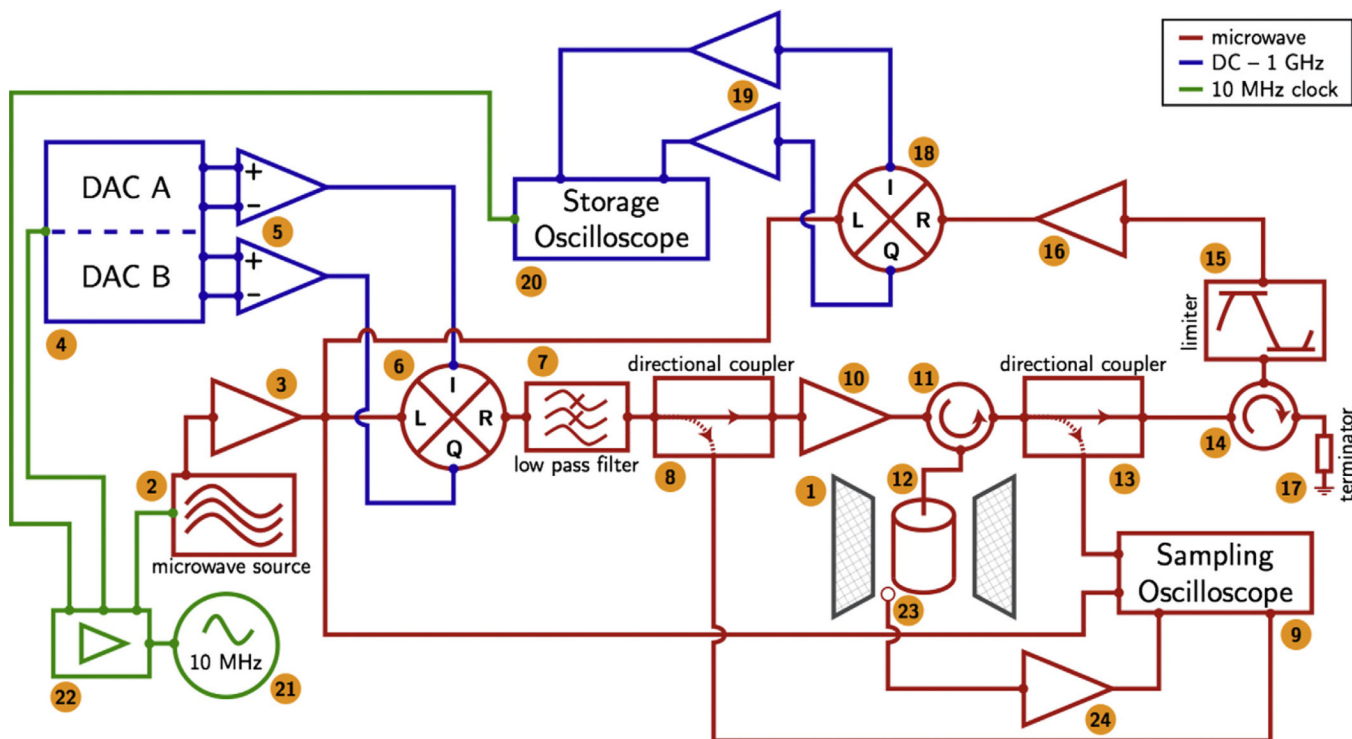 19
microwave
DC – 1 GHz
10 MHz clock
DAC A
DAC B
+
−
+
−
5
4
Storage
Oscilloscope
20
18
I
L
R
Q
16
15
limiter
3
6
I
L
R
Q
7
low pass filter
directional coupler
8
10
11
directional coupler
13
14
17
terminator
2
microwave source
1
12
23
Sampling
Oscilloscope
9
24
10 MHz
21
22